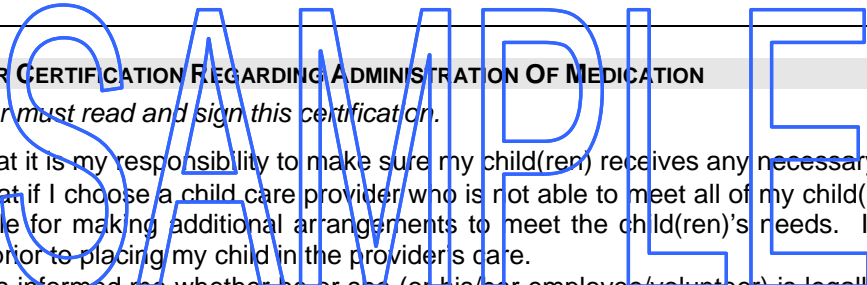 SAMPLE
R CERTIFICATION REGARDING ADMINISTRATION OF MEDICATION
r must read and sign this certification.
at it is my responsibility to make sure my child(ren) receives any necessary
at if I choose a child care provider who is not able to meet all of my child(
le for making additional arrangements to meet the child(ren)'s needs. I
prior to placing my child in the provider's care.
s informed me whether he or she (or his/her employee/volunteer) is legall